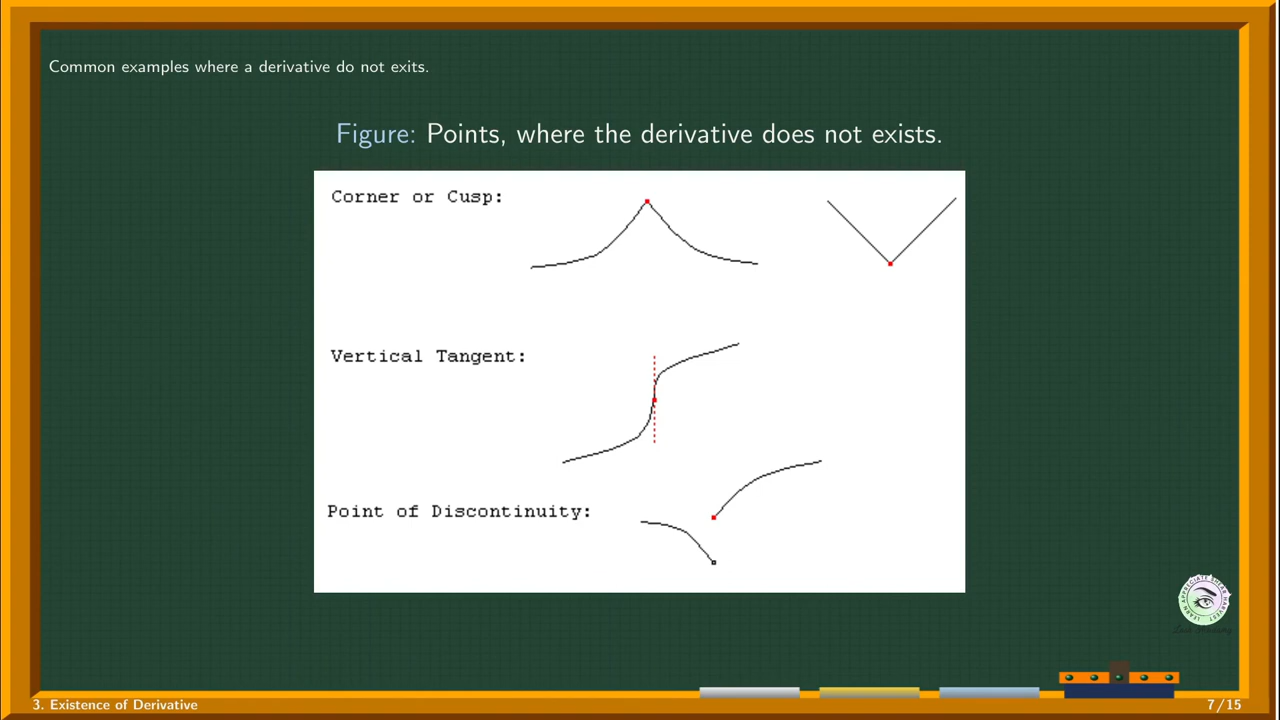 Common examples where a derivative do not exits.
Figure: Points, where the derivative does not exists.
Corner or Cusp:
Vertical Tangent:
Point of Discontinuity:
3. Existence of Derivative
7/15